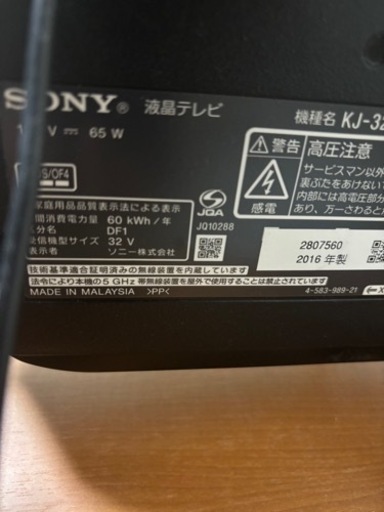 SONY® 液晶テレビ 機種名 KJ-32
V ⎓ 65 W
⚠警告 高圧注意
サービスマン以外
裏ぶたをあけない
内部には高電圧部分
あり、万一さわると
感電
S/OF4
家庭用品品質表示法による表示
間消費電力量 60 kWh/年
分名 DF1
受信機型サイズ 32 V
表示者 ソニー株式会社
JQA
JQ10288
2807560
2016 年製
技術基準適合証明済みの無線装置を内蔵しています
法令により本機の5 GHz 帯無線装置を屋外で使用することは禁止されています
MADE IN MALAYSIA >PP< 4-583-989-21